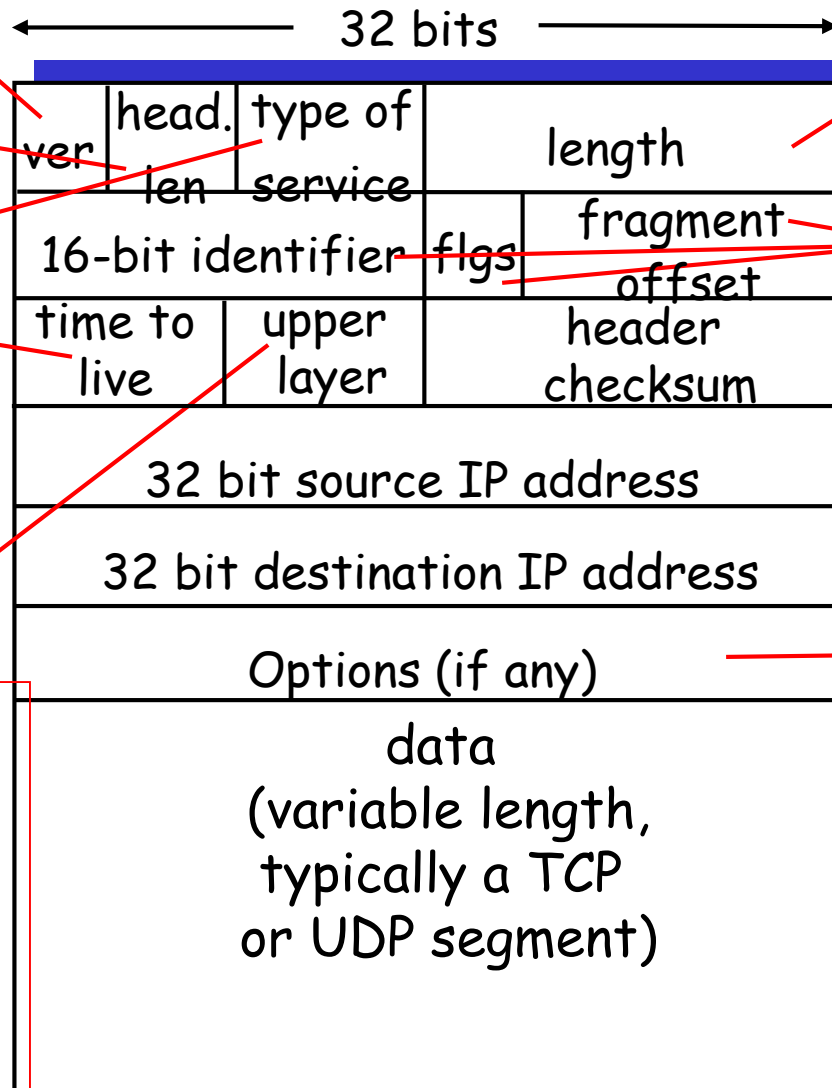 32 bits
ver
head.
len
type of
service
length
16-bit identifier
flgs
fragment
offset
time to
live
upper
layer
header
checksum
32 bit source IP address
32 bit destination IP address
Options (if any)
data
(variable length,
typically a TCP
or UDP segment)